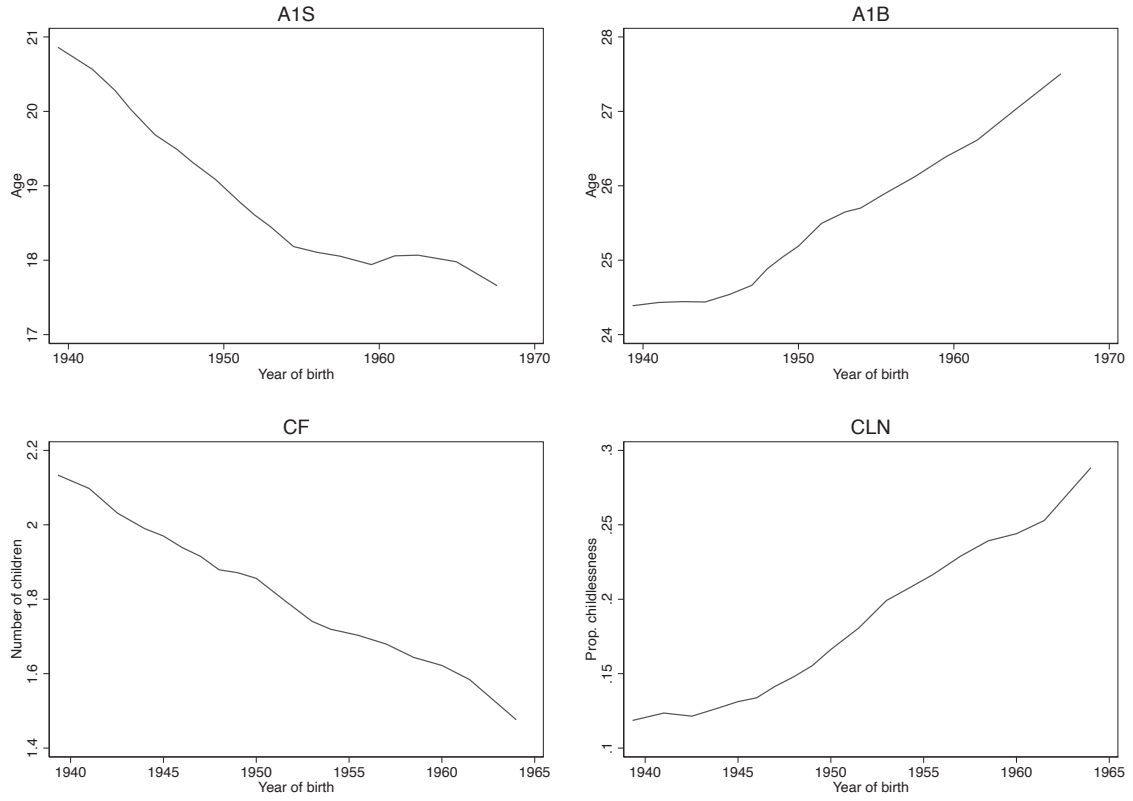 A1S
Age
21
20
19
18
17
1940 1950 1960 1970
Year of birth
A1B
Age
28
27
26
25
24
1940 1950 1960 1970
Year of birth
CF
Number of children
2.2
2
1.8
1.6
1.4
1940 1945 1950 1955 1960 1965
Year of birth
CLN
Prop. childlessness
.3
.25
.2
.15
.1
1940 1945 1950 1955 1960 1965
Year of birth